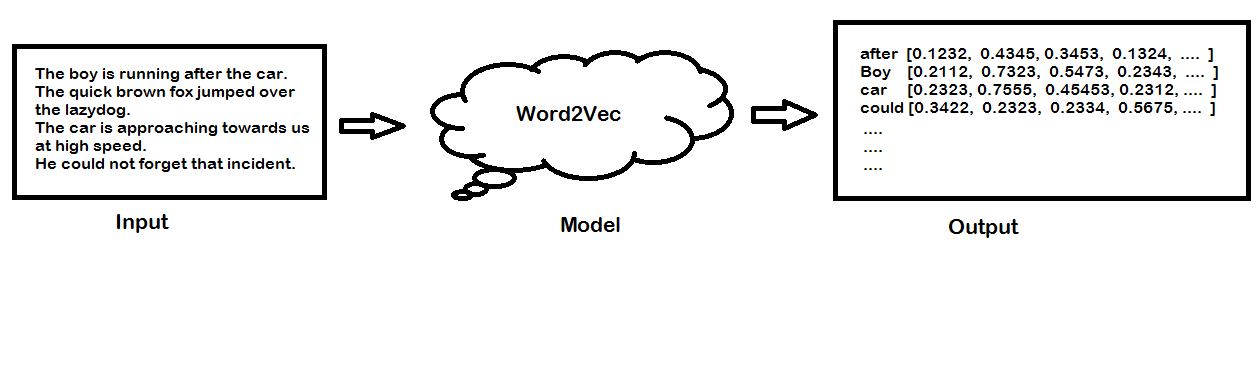 The boy is running after the car.
The quick brown fox jumped over
the lazydog.
The car is approaching towards us
at high speed.
He could not forget that incident.
Input
Word2Vec
Model
after [0.1232, 0.4345, 0.3453, 0.1324, .... ]
Boy [0.2112, 0.7323, 0.5473, 0.2343, .... ]
car [0.2323, 0.7555, 0.45453, 0.2312, .... ]
could [0.3422, 0.2323, 0.2334, 0.5675, .... ]
....
....
....
Output